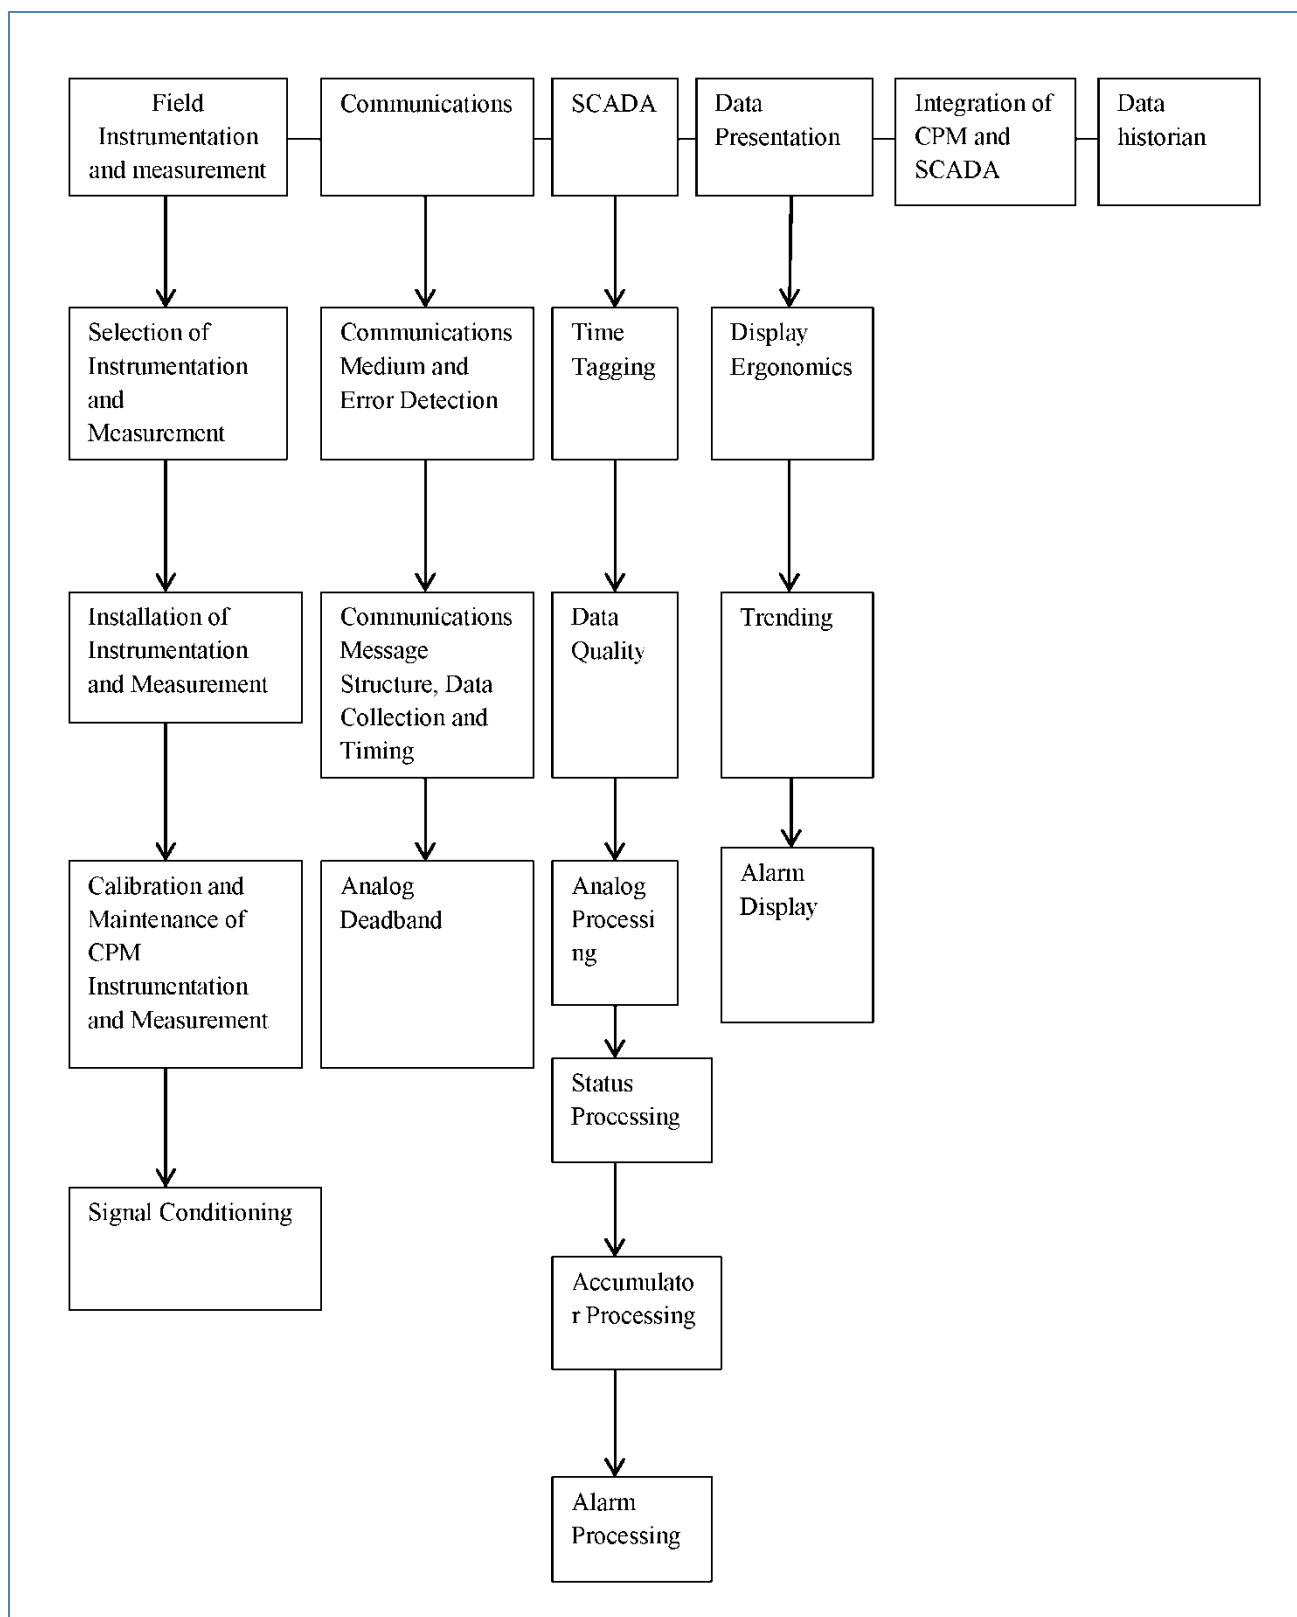 Field
Instrumentation
and measurement
Communications
SCADA
Data
Presentation
Integration of
CPM and
SCADA
Data
historian
Selection of
Instrumentation
and
Measurement
Communications
Medium and
Error Detection
Time
Tagging
Display
Ergonomics
Installation of
Instrumentation
and Measurement
Communications
Message
Structure, Data
Collection and
Timing
Data
Quality
Trending
Calibration and
Maintenance of
CPM
Instrumentation
and Measurement
Analog
Deadband
Analog
Processi
ng
Alarm
Display
Status
Processing
Signal Conditioning
Accumulato
r Processing
Alarm
Processing